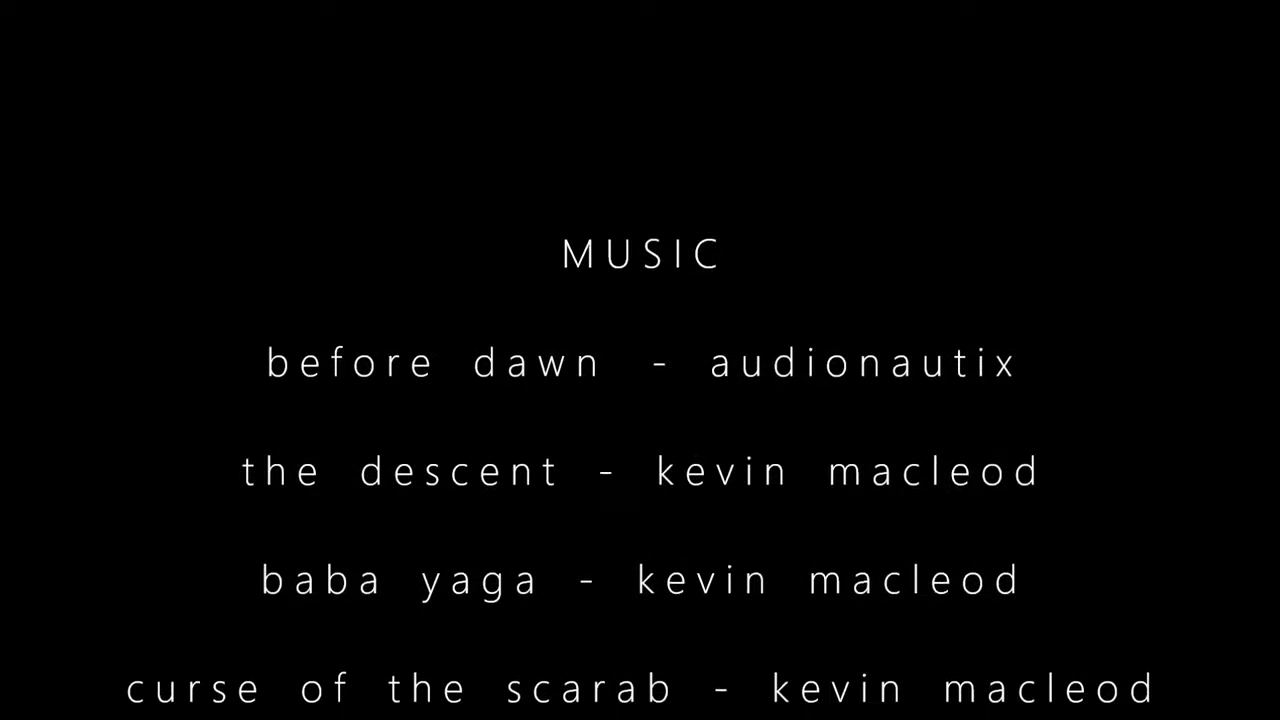 MUSIC
before dawn - audionautix
the descent - kevin macleod
baba yaga - kevin macleod
curse of the scarab - kevin macleod